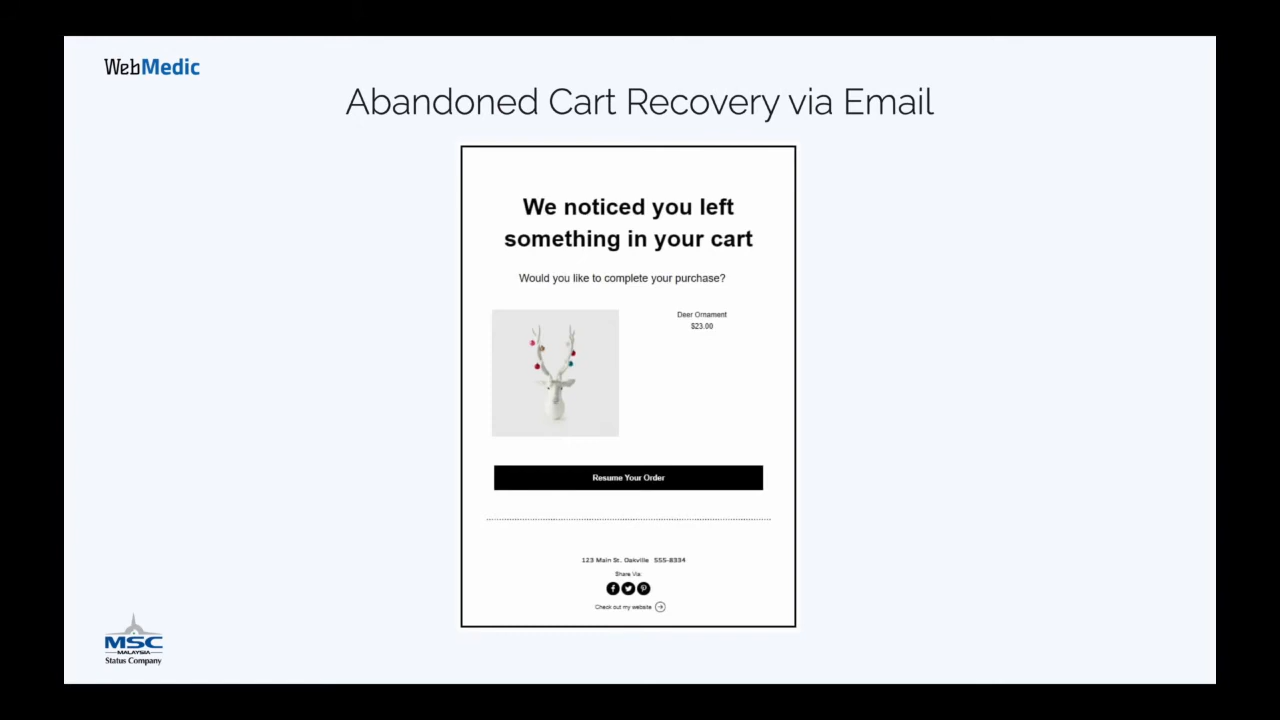 WebMedic
Abandoned Cart Recovery via Email
We noticed you left
something in your cart
Would you like to complete your purchase?
Deer Ornament
$23.00
Resume Your Order
123 Main St. Oakville 555-8334
Share Via:
Check out my website
MSC
MALAYSIA
Status Company